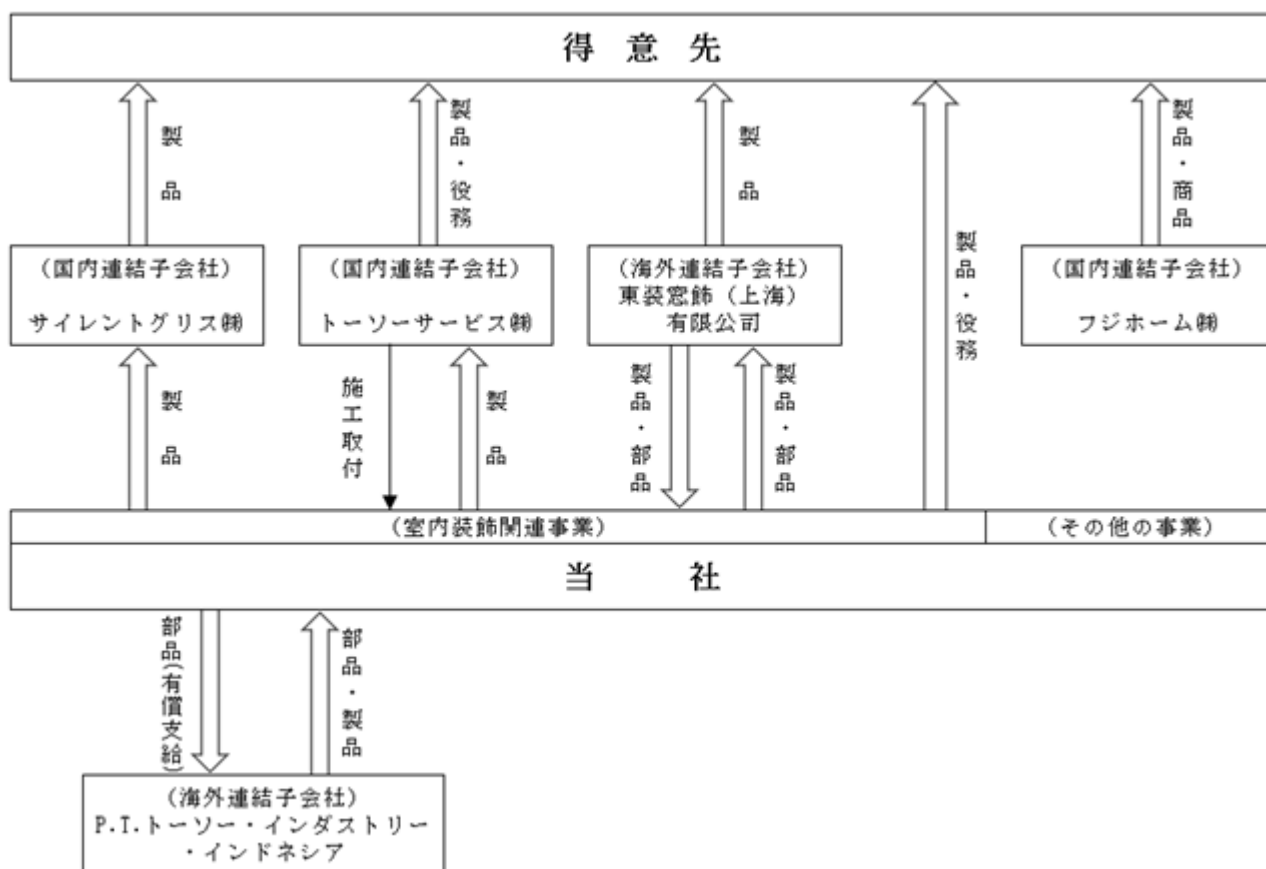 得意先
製品
製品・役務
製品
製品・役務
製品・商品
(国内連結子会社)
サイレントグリス㈱
(国内連結子会社)
トーソーサービス㈱
(海外連結子会社)
東装窓飾(上海)
有限公司
(国内連結子会社)
フジホーム㈱
製品
施工取付
製品
製品・部品
製品・部品
(室内装飾関連事業)
(その他の事業)
当社
部品(有償支給)
部品・製品
(海外連結子会社)
P.T.トーソー・インダストリー
・インドネシア